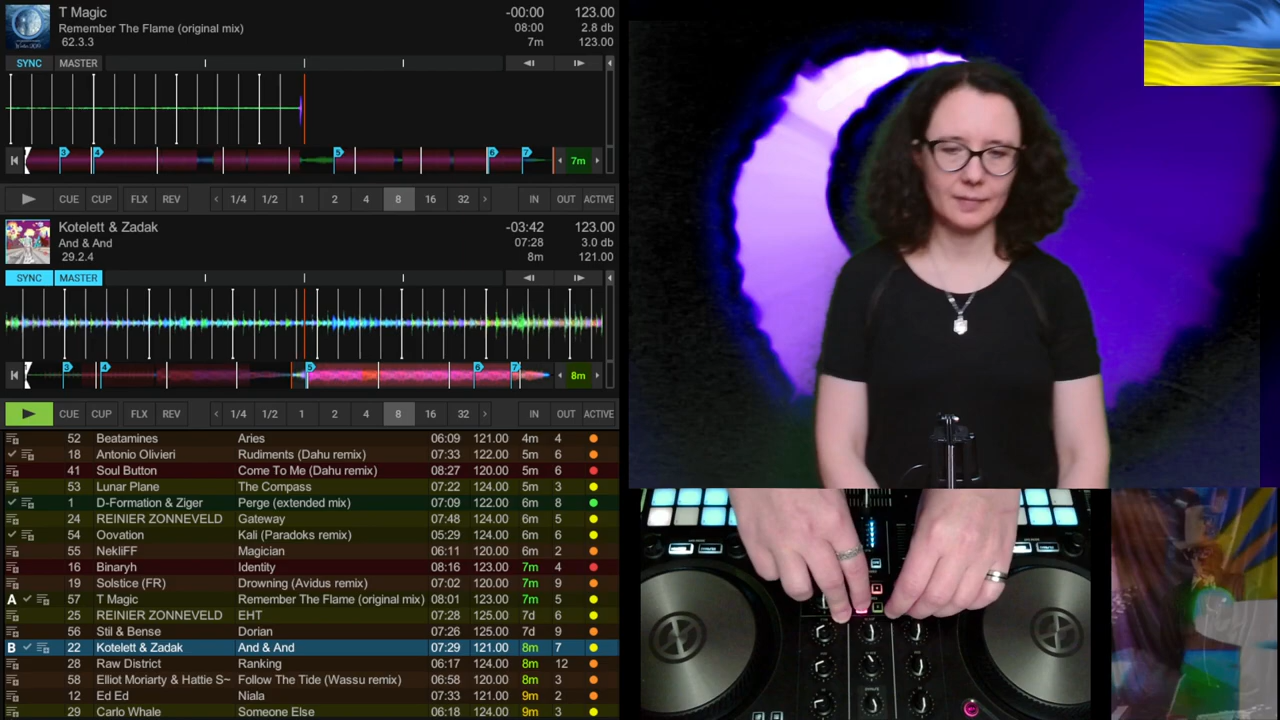 T Magic -00:00 123.00
Remember The Flame (original mix) 08:00 2.8 db
62.3.3 7m 123.00
SYNC MASTER
3 4 5 6 7 7m
CUE CUP FLX REV 1/4 1/2 1 2 4 8 16 32 IN OUT ACTIVE
Kotelett & Zadak -03:42 123.00
And & And 07:28 3.0 db
29.2.4 8m 121.00
SYNC MASTER
3 4 5 6 7 8m
CUE CUP FLX REV 1/4 1/2 1 2 4 8 16 32 IN OUT ACTIVE
52 Beatamines Aries 06:09 121.00 4m 4
18 Antonio Olivieri Rudiments (Dahu remix) 07:33 122.00 5m 6
41 Soul Button Come To Me (Dahu remix) 08:27 120.00 5m 6
53 Lunar Plane The Compass 07:22 124.00 5m 3
1 D-Formation & Ziger Perge (extended mix) 07:09 122.00 6m 8
24 REINIER ZONNEVELD Gateway 07:48 124.00 6m 5
54 Oovation Kali (Paradoks remix) 05:29 124.00 6m 6
55 NekliFF Magician 06:11 120.00 6m 2
16 Binaryh Identity 08:16 123.00 7m 4
19 Solstice (FR) Drowning (Avidus remix) 07:02 120.00 7m 9
A 57 T Magic Remember The Flame (original mix) 08:01 123.00 7m 5
25 REINIER ZONNEVELD EHT 07:28 125.00 7d 6
56 Stil & Bense Dorian 07:26 125.00 7d 9
B 22 Kotelett & Zadak And & And 07:29 121.00 8m 7
28 Raw District Ranking 06:17 124.00 8m 12
58 Elliot Moriarty & Hattie S~ Follow The Tide (Wassu remix) 06:58 120.00 8m 3
12 Ed Ed Niala 07:33 121.00 9m 2
29 Carlo Whale Someone Else 06:18 124.00 9m 3